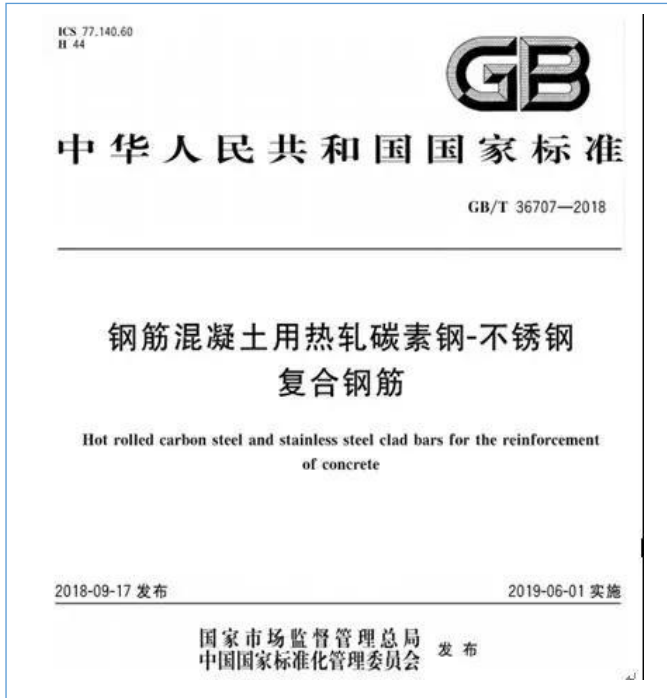 ICS 77.140.60
H 44
GB
中华人民共和国国家标准
GB/T 36707—2018
钢筋混凝土用热轧碳素钢-不锈钢
复合钢筋
Hot rolled carbon steel and stainless steel clad bars for the reinforcement
of concrete
2018-09-17 发布
2019-06-01 实施
国家市场监督管理总局
中国国家标准化管理委员会
发布